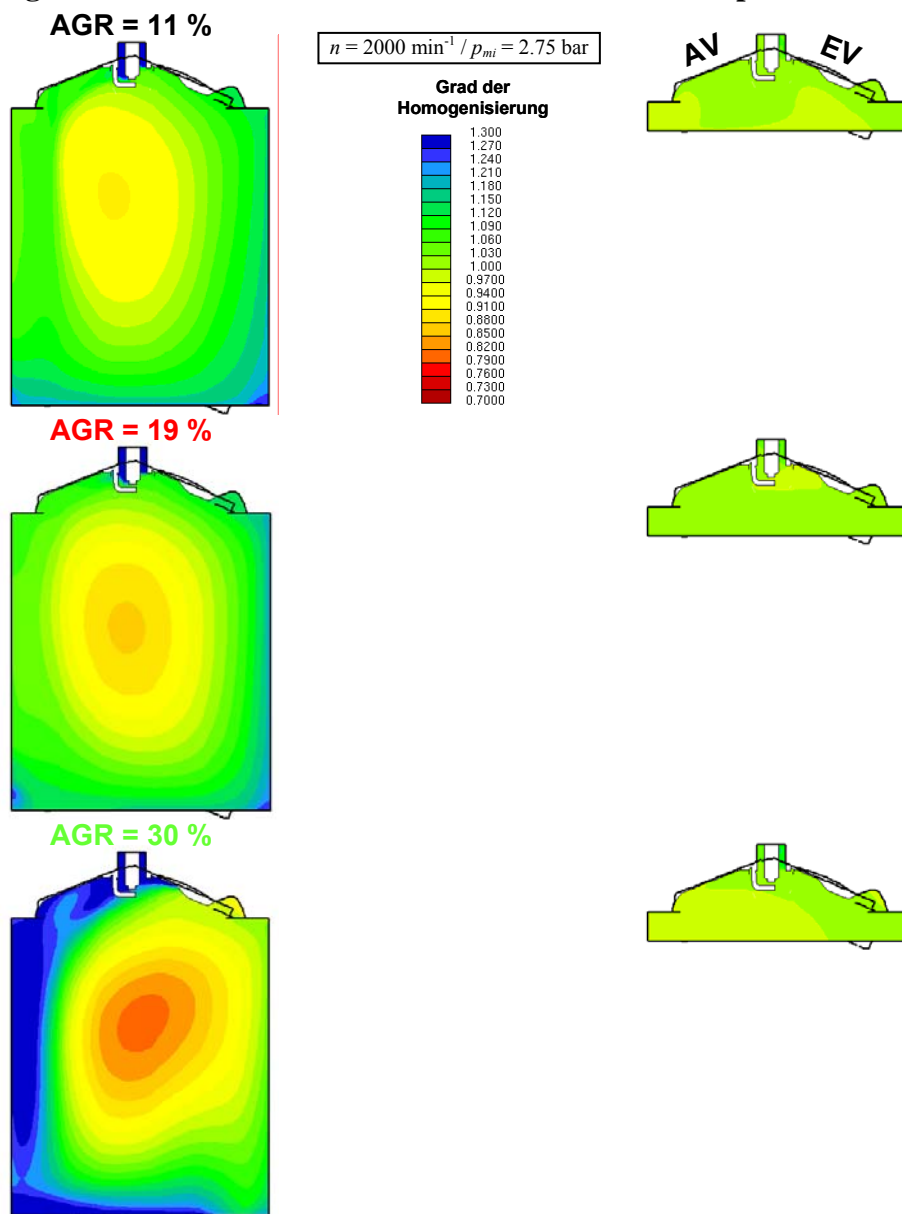 AGR = 11 %
n = 2000 min-1 / pmi = 2.75 bar
AV
EV
Grad der
Homogenisierung
1.300
1.270
1.240
1.210
1.180
1.150
1.120
1.090
1.060
1.030
1.000
0.9700
0.9400
0.9100
0.8800
0.8500
0.8200
0.7900
0.7600
0.7300
0.7000
AGR = 19 %
AGR = 30 %